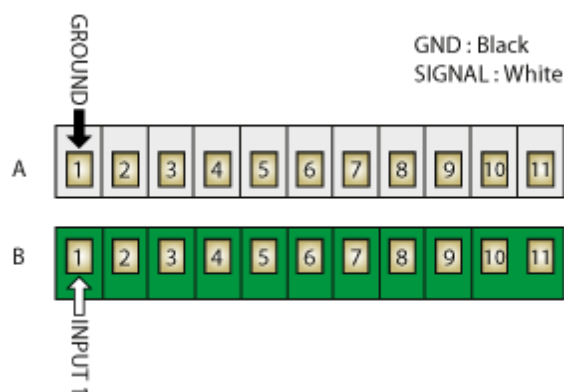 GROUND
GND : Black
SIGNAL : White
A
1 2 3 4 5 6 7 8 9 10 11
B
1 2 3 4 5 6 7 8 9 10 11
INPUT 1